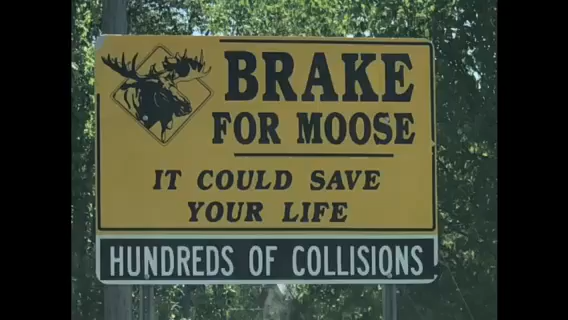 BRAKE
FOR MOOSE
IT COULD SAVE
YOUR LIFE
HUNDREDS OF COLLISIONS